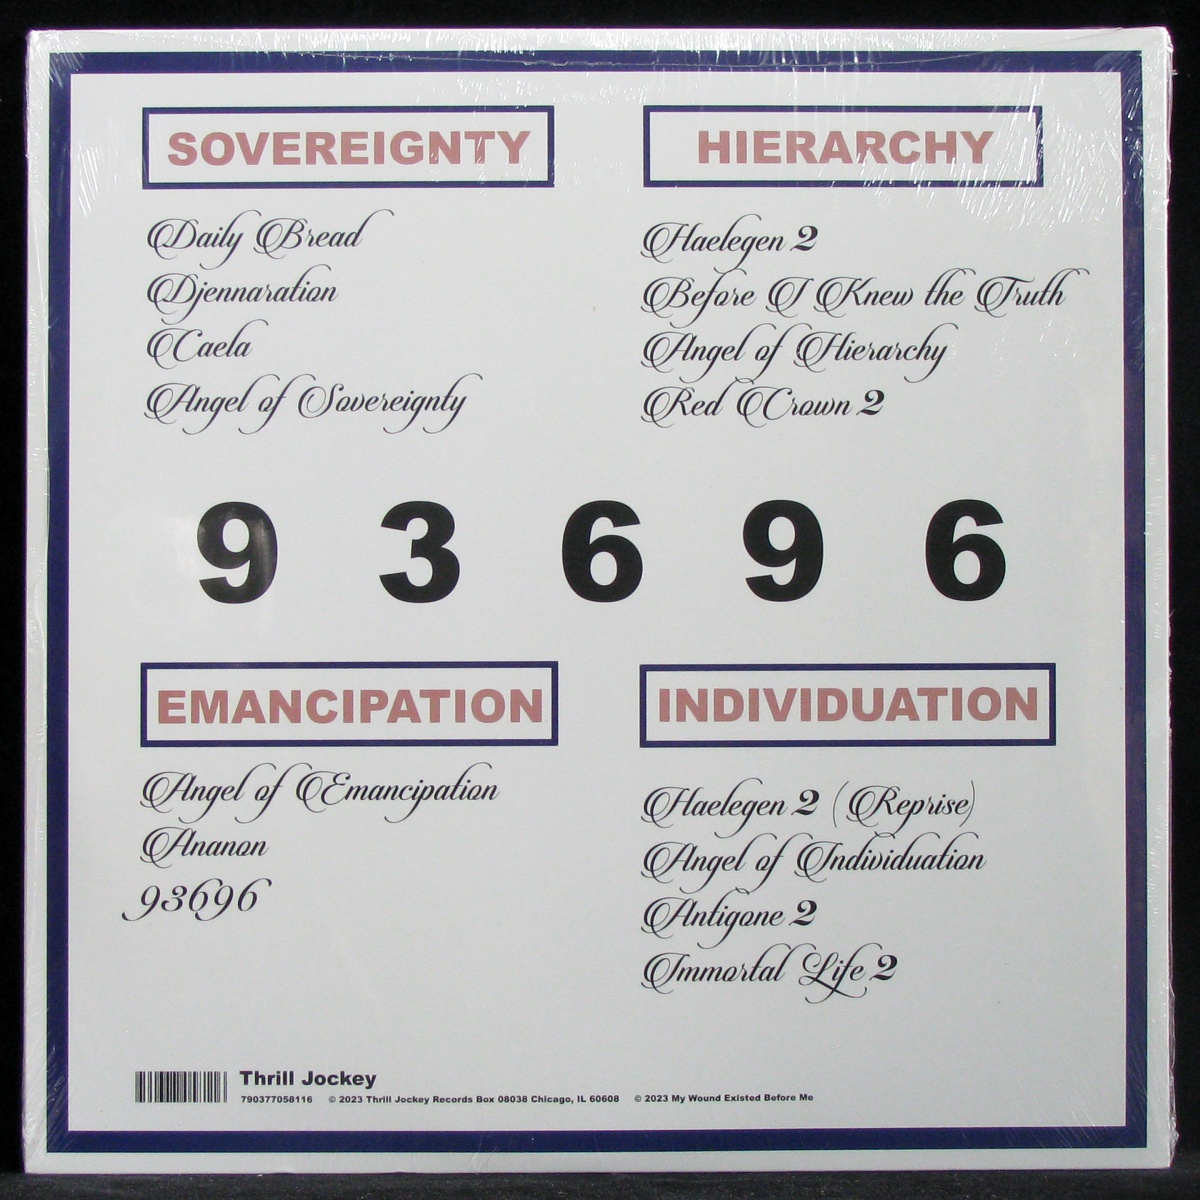 SOVEREIGNTY
Daily Bread
Djennaration
Caela
Angel of Sovereignty
HIERARCHY
Haelegen 2
Before I Knew the Truth
Angel of Hierarchy
Red Crown 2
9 3 6 9 6
EMANCIPATION
Angel of Emancipation
Ananon
93696
INDIVIDUATION
Haelegen 2 (Reprise)
Angel of Individuation
Antigone 2
Immortal Life 2
Thrill Jockey
790377058116 © 2023 Thrill Jockey Records Box 08038 Chicago, IL 60608 © 2023 My Wound Existed Before Me